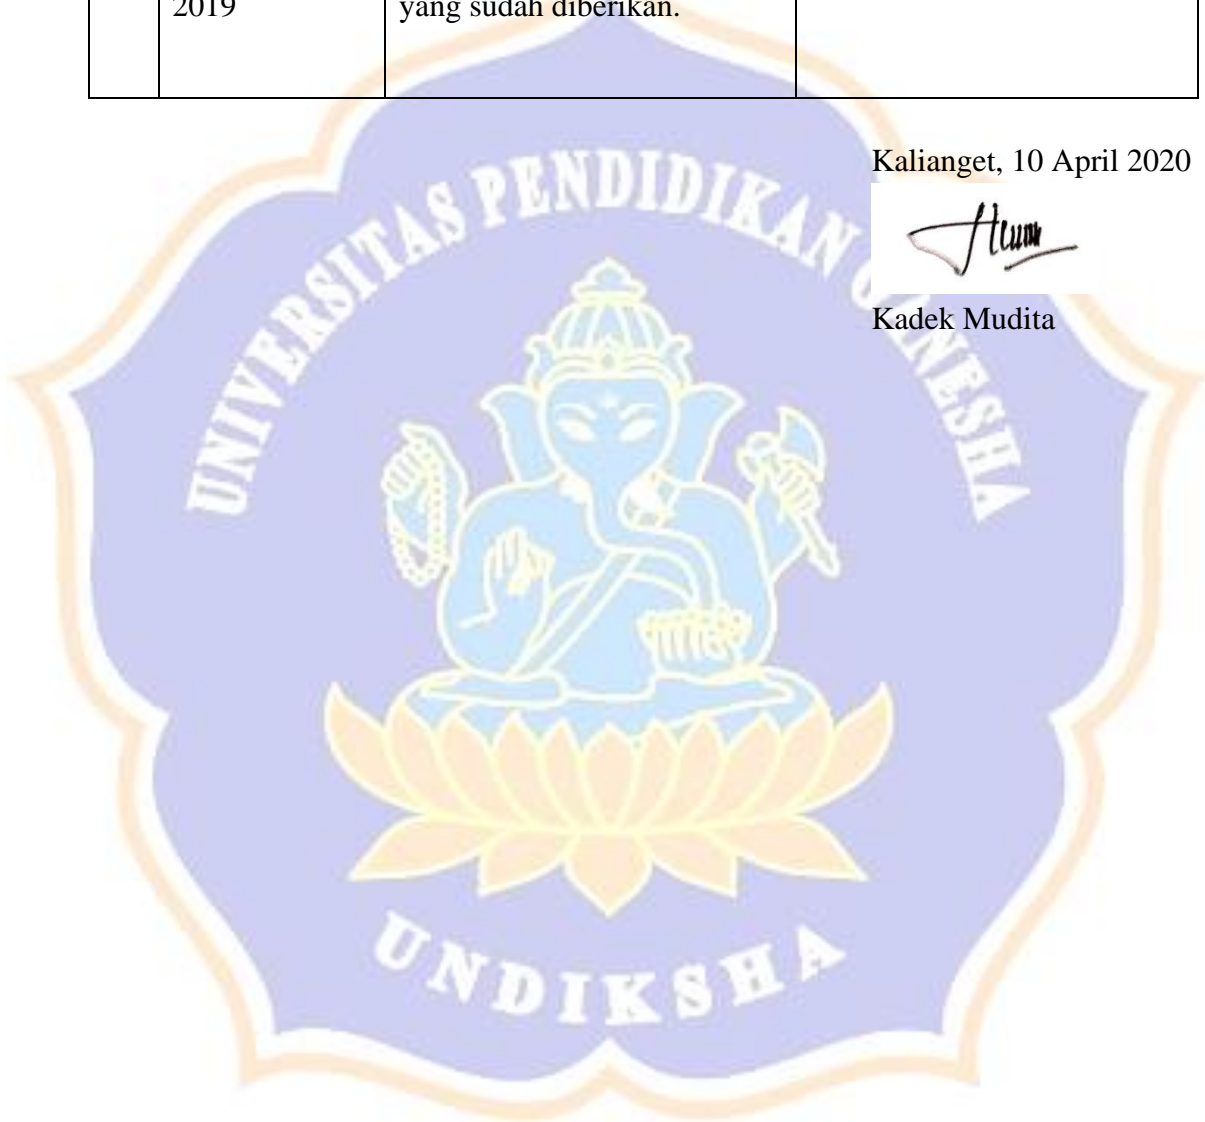 2019 yang sudah diberikan.
Kalianget, 10 April 2020
Kadek Mudita
UNIVERSITAS PENDIDIKAN GANESHA
UNDIKSHA